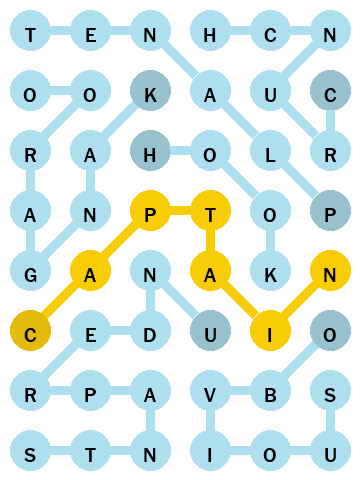 T E N H C N
O O K A U C
R A H O L R
A N P T O P
G A N A K N
C E D U I O
R P A V B S
S T N I O U